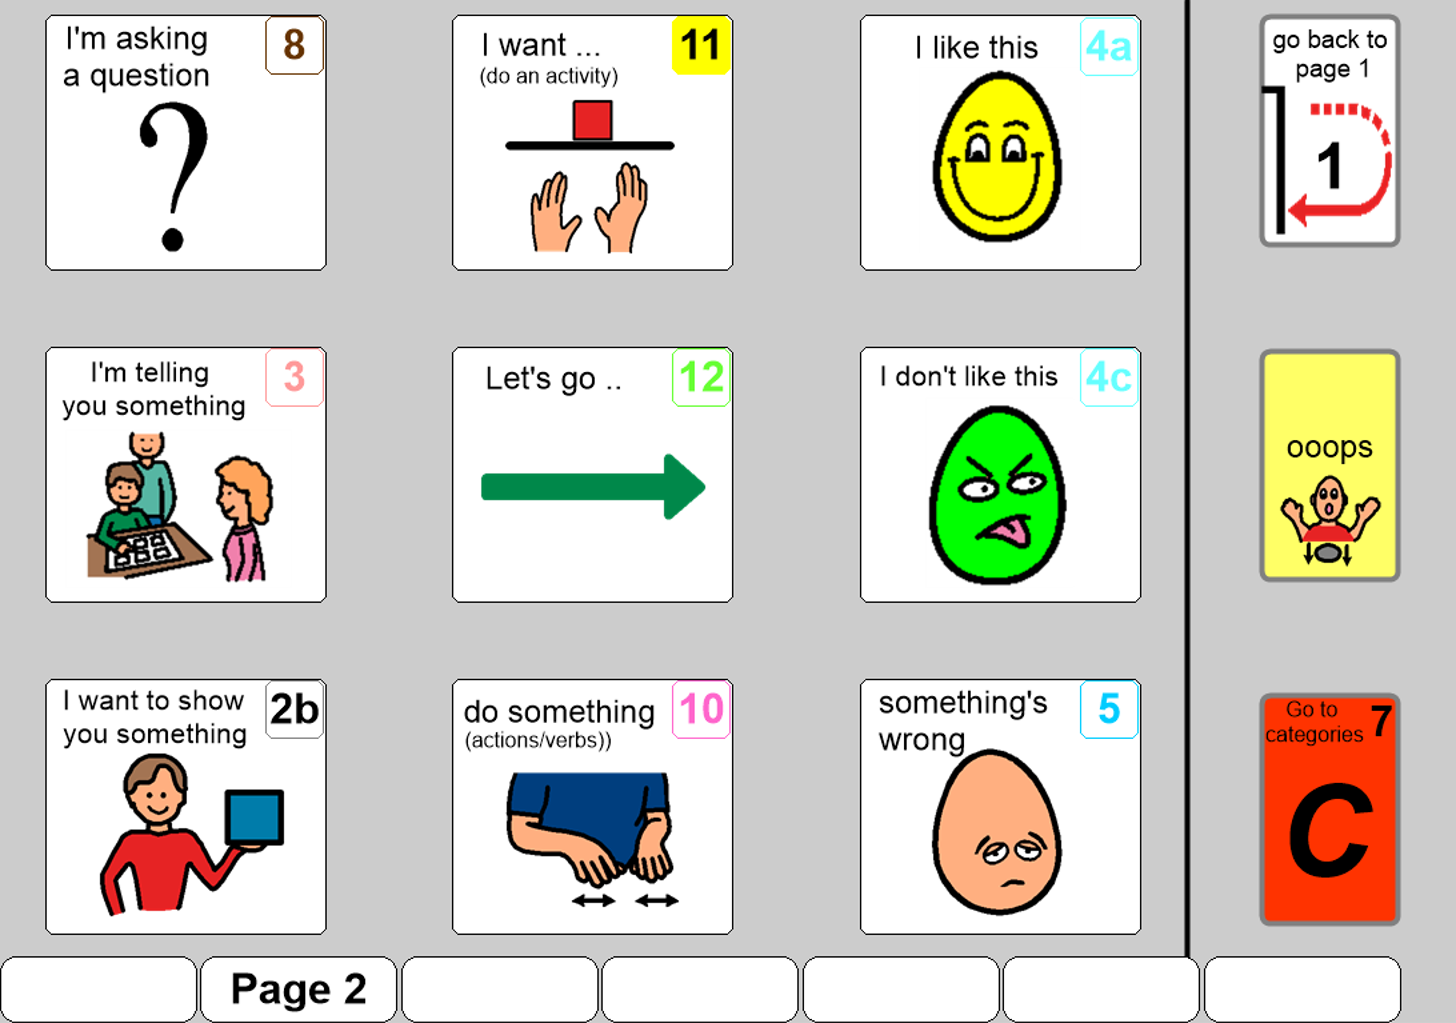 I'm asking
a question
8
I want ...
(do an activity)
11
I like this
4a
go back to
page 1
1
I'm telling
you something
3
Let's go ..
12
I don't like this
4c
ooops
I want to show
you something
2b
do something
(actions/verbs))
10
something's
wrong
5
Go to
categories
7
C
Page 2